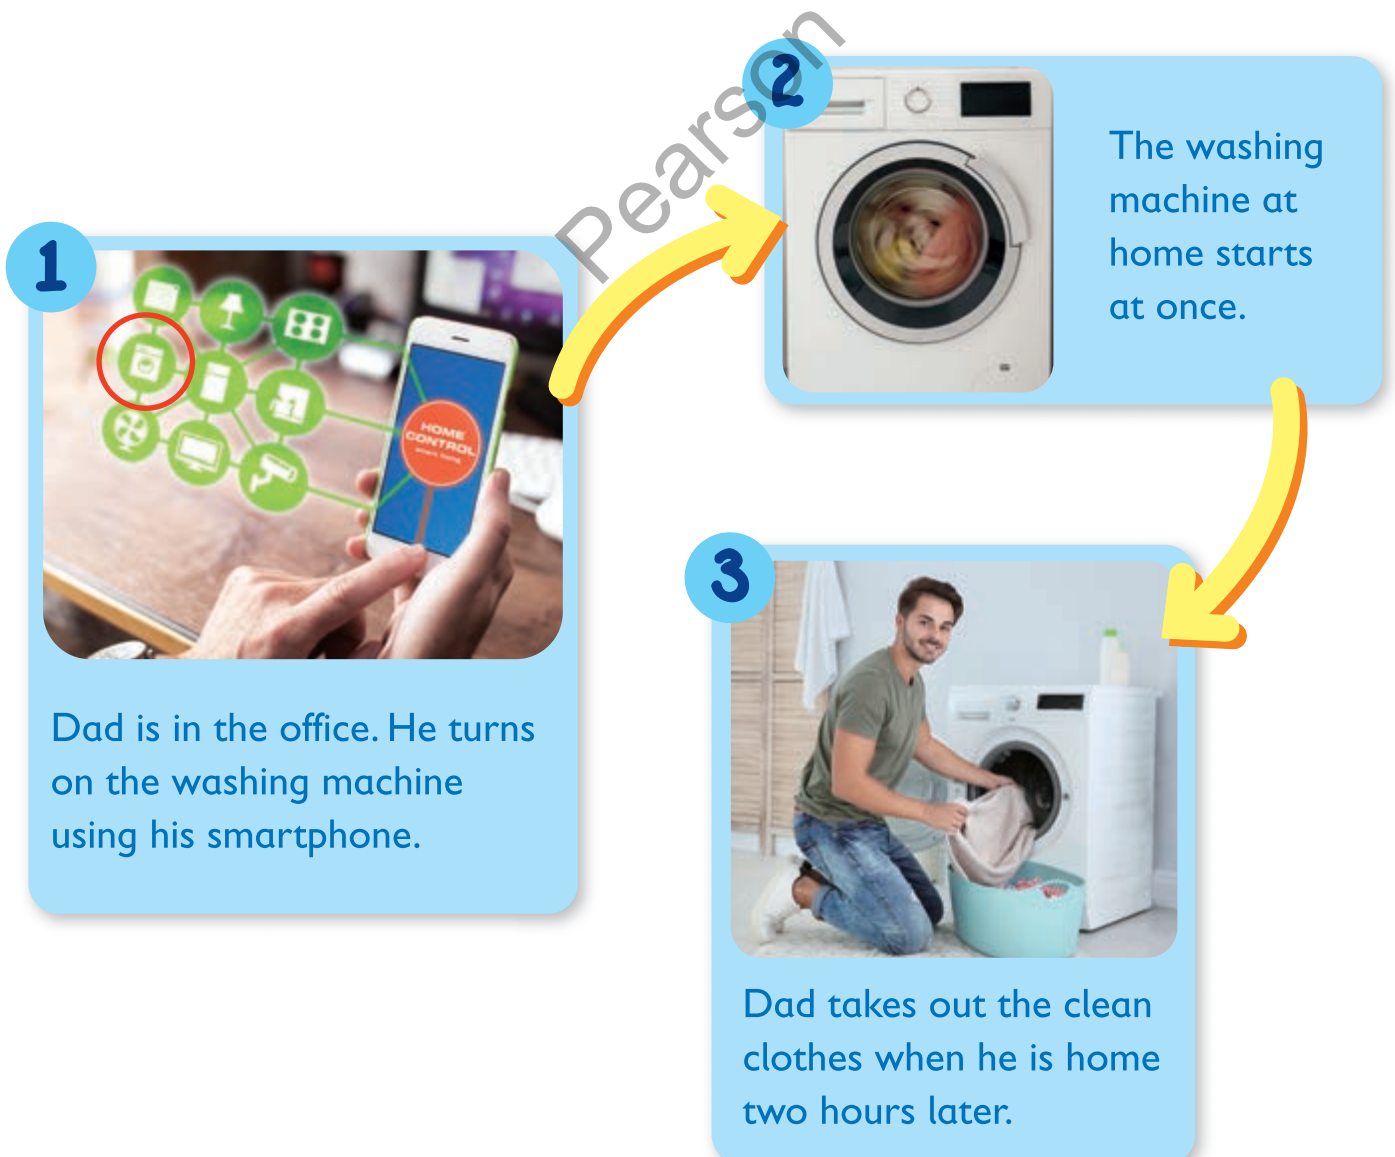 1
HOME
CONTROL
smart home
Dad is in the office. He turns
on the washing machine
using his smartphone.
Pearson
2
The washing
machine at
home starts
at once.
3
Dad takes out the clean
clothes when he is home
two hours later.